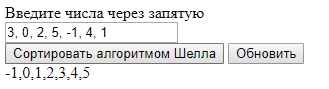 Введите числа через запятую
3, 0, 2, 5, -1, 4, 1
Сортировать алгоритмом Шелла Обновить
-1,0,1,2,3,4,5